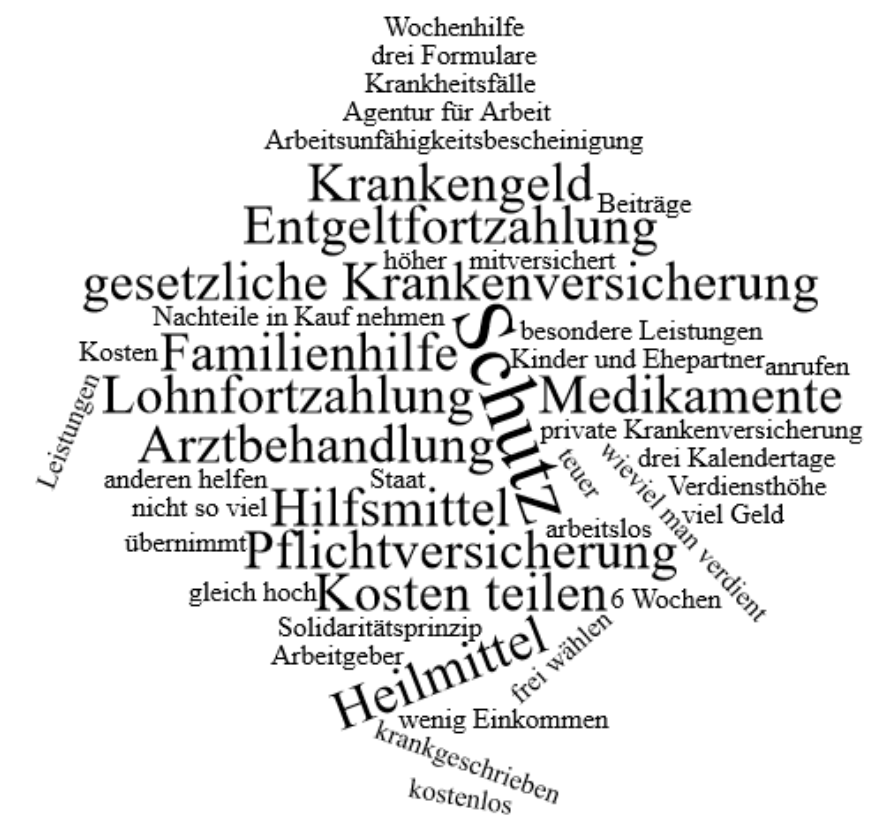 Wochenhilfe
drei Formulare
Krankheitsfälle
Agentur für Arbeit
Arbeitsunfähigkeitsbescheinigung
Krankengeld
Beiträge
Entgeltfortzahlung
höher
mitversichert
gesetzliche Krankenversicherung
Nachteile in Kauf nehmen
Schutz
besondere Leistungen
Kosten
Familienhilfe
Kinder und Ehepartner
anrufen
Leistungen
Lohnfortzahlung
Medikamente
Arztbehandlung
private Krankenversicherung
teuer
wieviel man verdient
drei Kalendertage
anderen helfen
Staat
Verdiensthöhe
nicht so viel
Hilfsmittel
viel Geld
arbeitslos
übernimmt
Pflichtversicherung
gleich hoch
Kosten teilen
6 Wochen
Solidaritätsprinzip
Arbeitgeber
Heilmittel
frei wählen
wenig Einkommen
krankgeschrieben
kostenlos